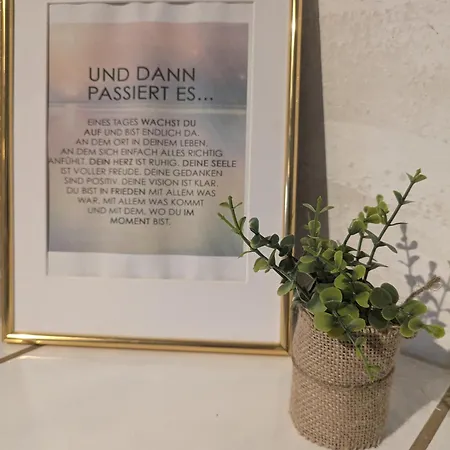 UND DANN
PASSIERT ES...
EINES TAGES WACHST DU
AUF UND BIST ENDLICH DA.
AN DEM ORT IN DEINEM LEBEN,
AN DEM SICH EINFACH ALLES RICHTIG
ANFÜHLT. DEIN HERZ IST RUHIG. DEINE SEELE
IST VOLLER FREUDE. DEINE GEDANKEN
SIND POSITIV. DEINE VISION IST KLAR.
DU BIST IN FRIEDEN MIT ALLEM WAS
WAR, MIT ALLEM WAS KOMMT
UND MIT DEM, WO DU IM
MOMENT BIST.